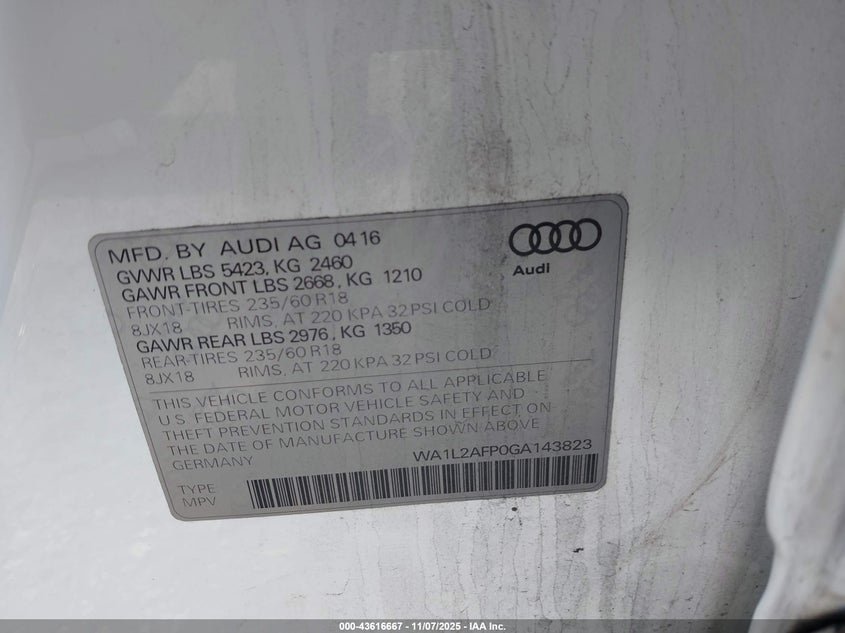 MFD. BY AUDI AG 04 16
GVWR LBS 5423, KG 2460
GAWR FRONT LBS 2668, KG 1210
FRONT-TIRES 235/60 R18
8JX18 RIMS, AT 220 KPA 32 PSI COLD
GAWR REAR LBS 2976, KG 1350
REAR-TIRES 235/60 R18
8JX18 RIMS, AT 220 KPA 32 PSI COLD
Audi
THIS VEHICLE CONFORMS TO ALL APPLICABLE
U.S. FEDERAL MOTOR VEHICLE SAFETY AND
THEFT PREVENTION STANDARDS IN EFFECT ON
THE DATE OF MANUFACTURE SHOWN ABOVE
GERMANY WA1L2AFP0GA143823
TYPE
MPV
000-43616667 - 11/07/2025 - IAA Inc.